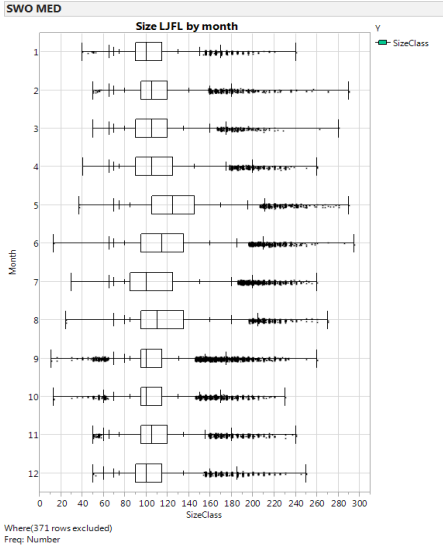 SWO MED
Size LJFL by month
Y
SizeClass
1
2
3
4
5
6
7
8
9
10
11
12
Month
0 20 40 60 80 100 120 140 160 180 200 220 240 260 280 300
SizeClass
Where(371 rows excluded)
Freq: Number